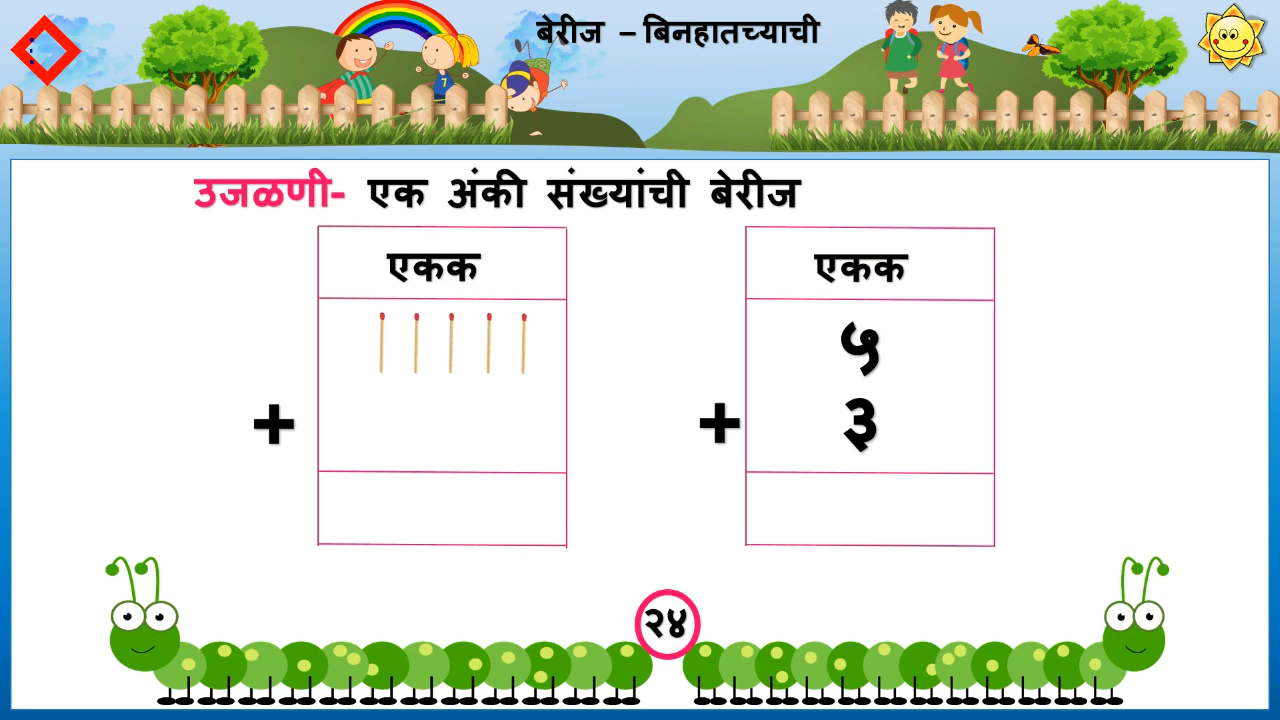 बेरीज – बिनहातच्याची
उजळणी- एक अंकी संख्यांची बेरीज
एकक
एकक
५
+
+ ३
२४